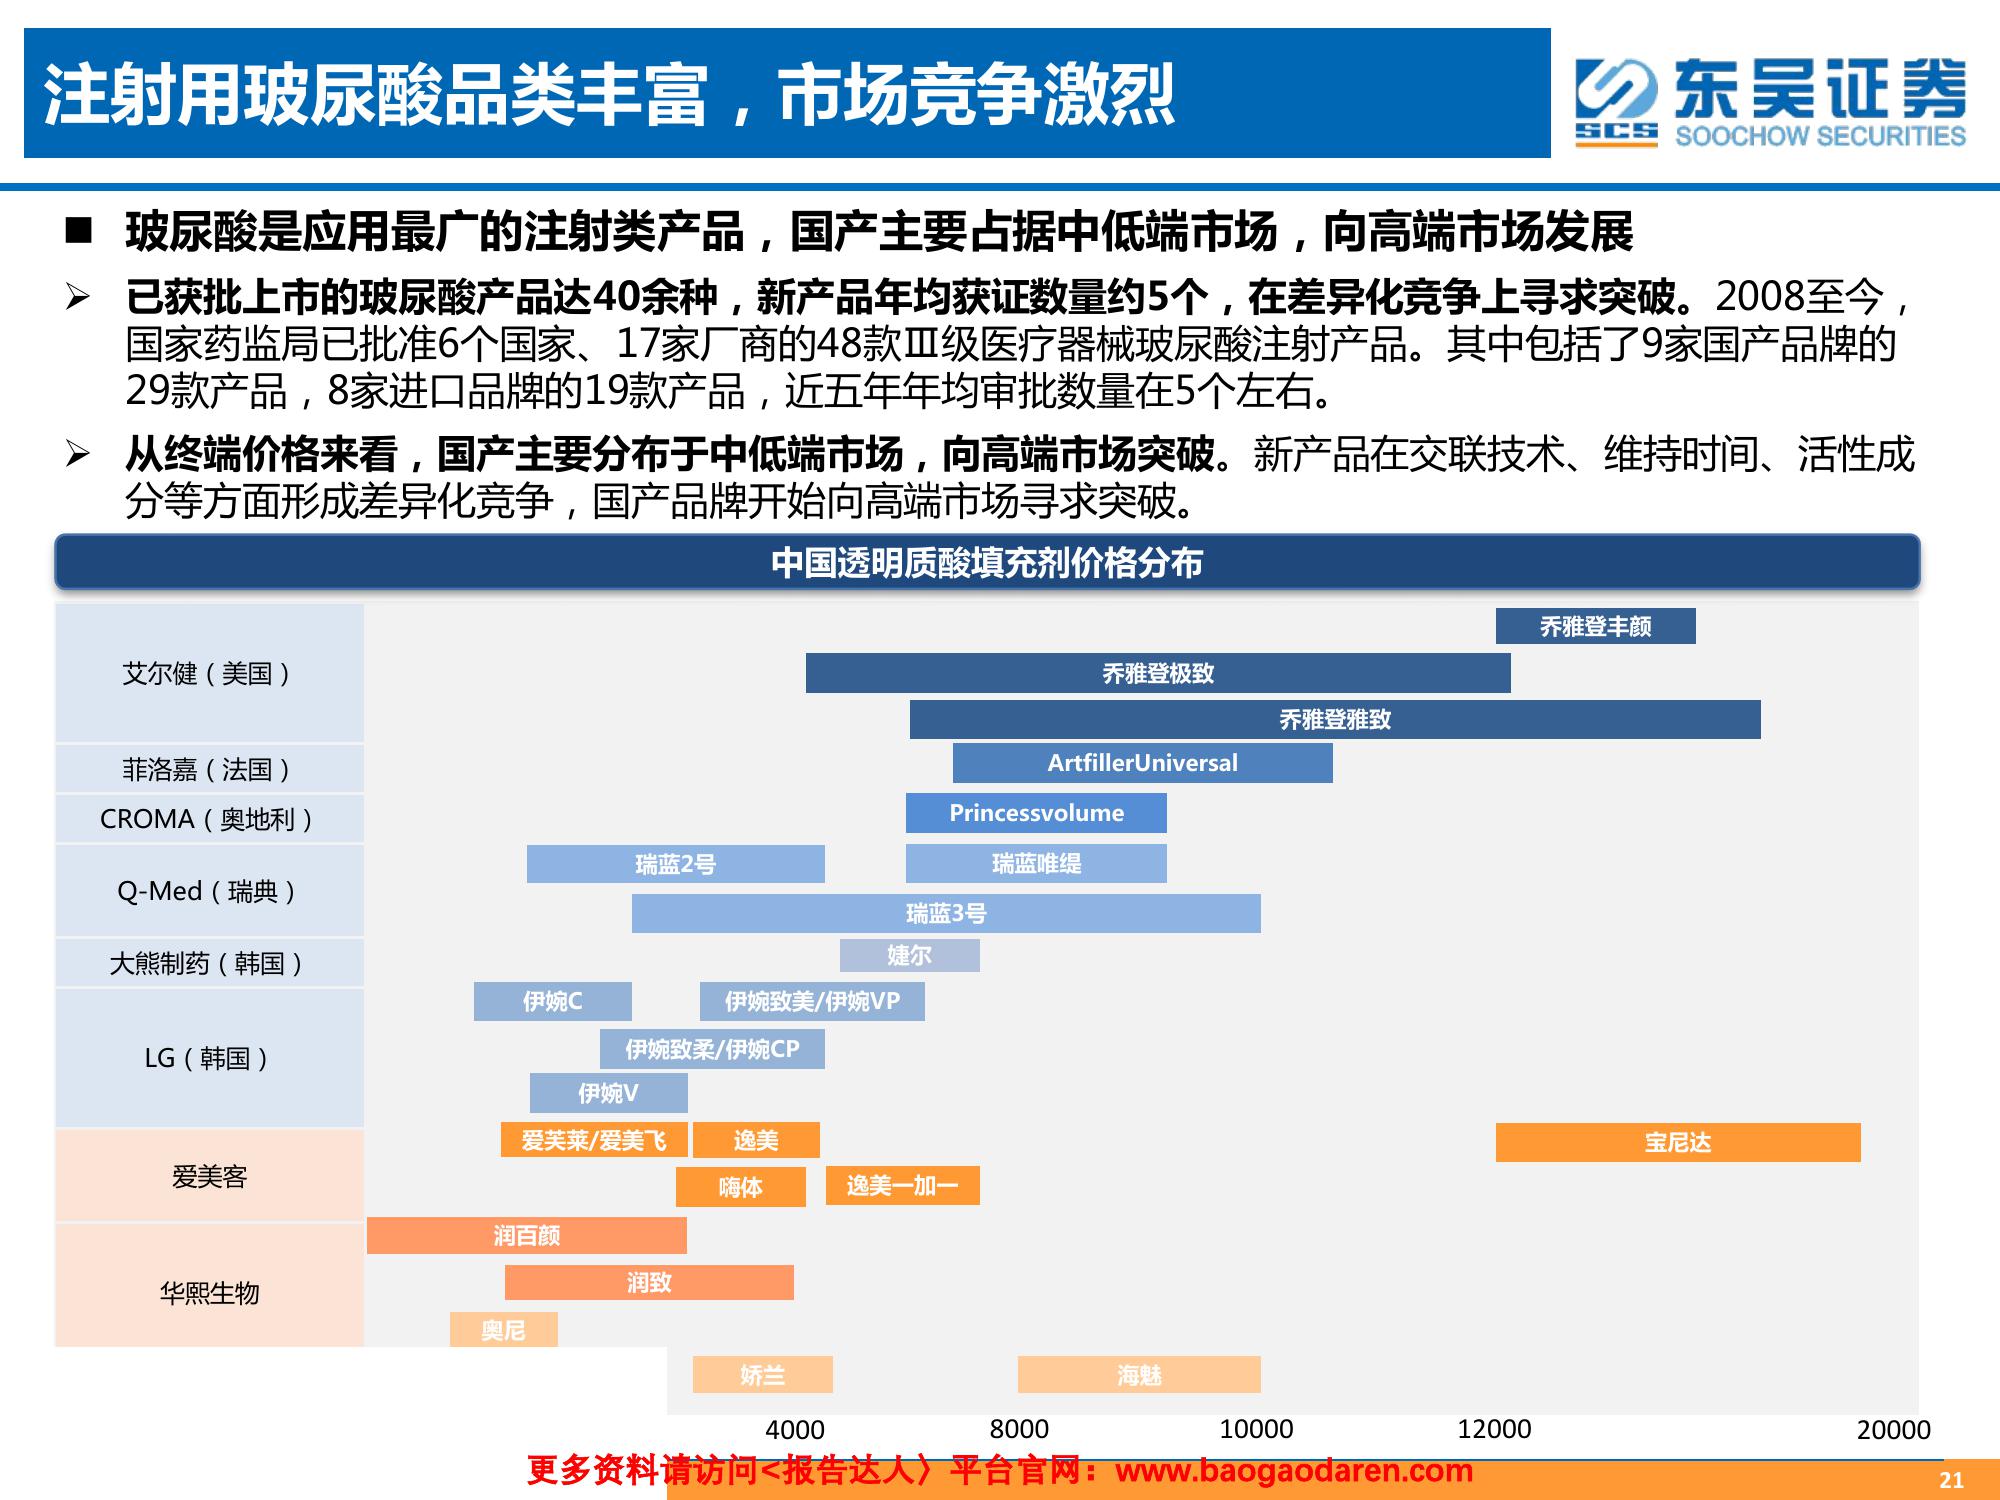 注射用玻尿酸品类丰富，市场竞争激烈
SCS
东吴证券
SOOCHOW SECURITIES
■ 玻尿酸是应用最广的注射类产品，国产主要占据中低端市场，向高端市场发展
➢ 已获批上市的玻尿酸产品达40余种，新产品年均获证数量约5个，在差异化竞争上寻求突破。2008至今，
国家药监局已批准6个国家、17家厂商的48款Ⅲ级医疗器械玻尿酸注射产品。其中包括了9家国产品牌的
29款产品，8家进口品牌的19款产品，近五年年均审批数量在5个左右。
➢ 从终端价格来看，国产主要分布于中低端市场，向高端市场突破。新产品在交联技术、维持时间、活性成
分等方面形成差异化竞争，国产品牌开始向高端市场寻求突破。
中国透明质酸填充剂价格分布
乔雅登丰颜
艾尔健（美国）
乔雅登极致
乔雅登雅致
菲洛嘉（法国）
ArtfillerUniversal
CROMA（奥地利）
Princessvolume
瑞蓝2号
瑞蓝唯缇
Q-Med（瑞典）
瑞蓝3号
大熊制药（韩国）
婕尔
伊婉C
伊婉致美/伊婉VP
LG（韩国）
伊婉致柔/伊婉CP
伊婉V
爱芙莱/爱美飞
逸美
宝尼达
爱美客
嗨体
逸美一加一
润百颜
华熙生物
润致
奥尼
娇兰
海魅
4000
8000
10000
12000
20000
更多资料请访问<报告达人〉平台官网：www.baogaodaren.com
21